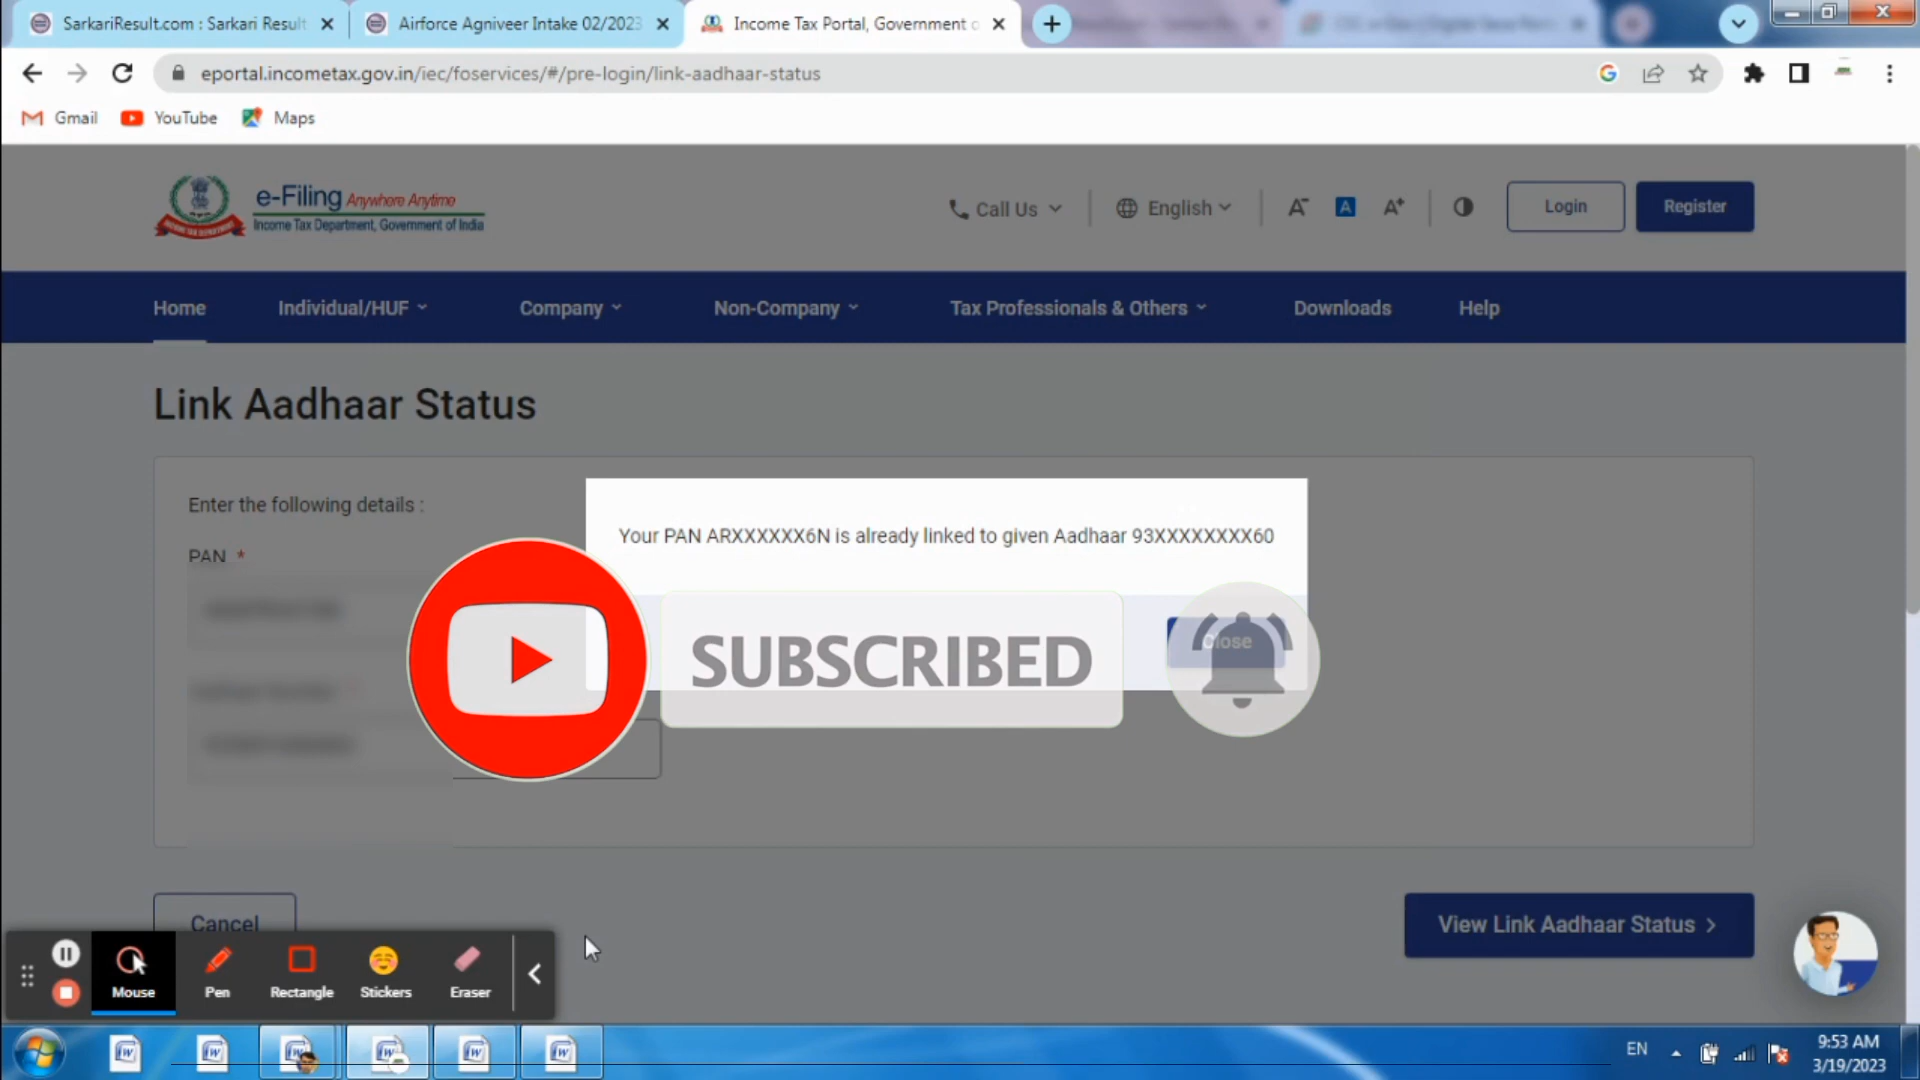 SarkariResult.com : Sarkari Result
Airforce Agniveer Intake 02/2023
Income Tax Portal, Government o
eportal.incometax.gov.in/iec/foservices/#/pre-login/link-aadhaar-status
Gmail YouTube Maps
e-Filing Anywhere Anytime
Income Tax Department, Government of India
Call Us English A- A A+ Login Register
Home Individual/HUF Company Non-Company Tax Professionals & Others Downloads Help
Link Aadhaar Status
Enter the following details :
Your PAN ARXXXXXX6N is already linked to given Aadhaar 93XXXXXXXX60
PAN *
Close
SUBSCRIBED
Cancel
View Link Aadhaar Status >
Mouse Pen Rectangle Stickers Eraser
EN
9:53 AM
3/19/2023